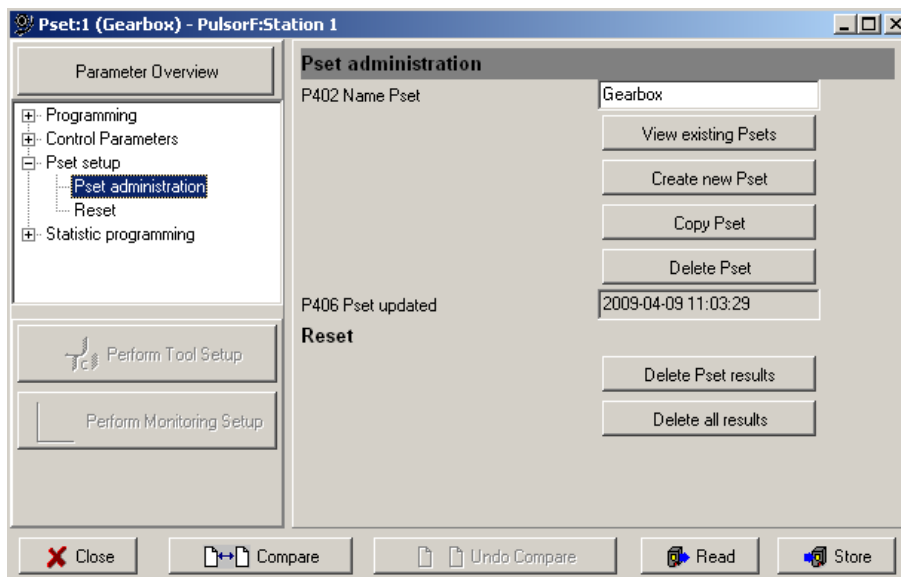 Pset:1 (Gearbox) - PulsorF:Station 1
Parameter Overview
Programming
Control Parameters
Pset setup
Pset administration
Reset
Statistic programming
Perform Tool Setup
Perform Monitoring Setup
Pset administration
P402 Name Pset Gearbox
View existing Psets
Create new Pset
Copy Pset
Delete Pset
P406 Pset updated 2009-04-09 11:03:29
Reset
Delete Pset results
Delete all results
Close Compare Undo Compare Read Store